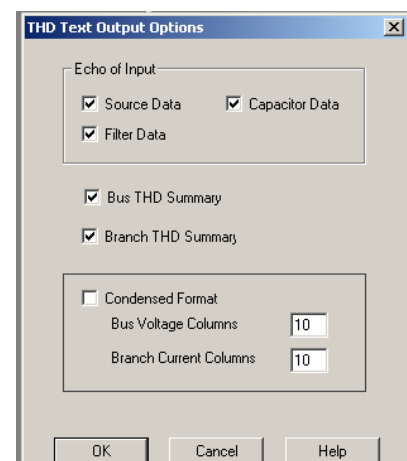 THD Text Output Options
Echo of Input
Source Data Capacitor Data
Filter Data
Bus THD Summary
Branch THD Summary
Condensed Format
Bus Voltage Columns 10
Branch Current Columns 10
OK Cancel Help